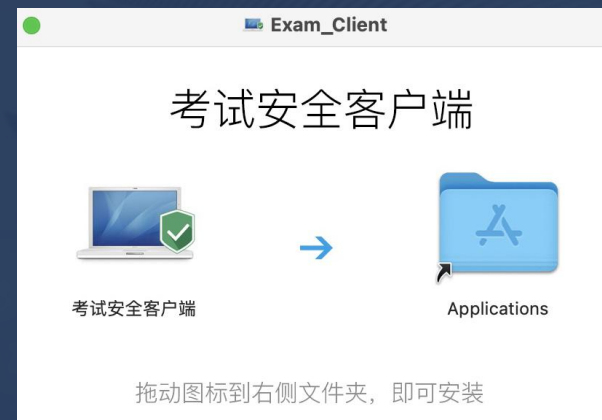 Exam_Client
考试安全客户端
考试安全客户端
Applications
拖动图标到右侧文件夹，即可安装